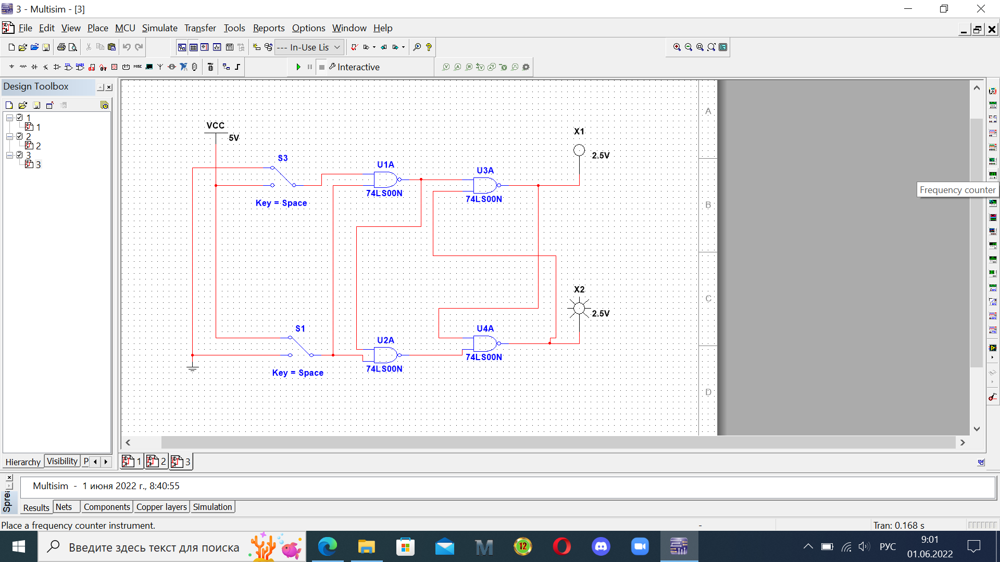 3 - Multisim - [3]
File Edit View Place MCU Simulate Transfer Tools Reports Options Window Help
--- In-Use Lis
Interactive
Design Toolbox
1
1
2
2
3
3
A
B
C
D
VCC
5V
S3
Key = Space
U1A
74LS00N
U3A
74LS00N
X1
2.5V
Frequency counter
S1
Key = Space
U2A
74LS00N
U4A
74LS00N
X2
2.5V
Hierarchy Visibility P
1 2 3
Multisim - 1 июня 2022 г., 8:40:55
Spre
Results Nets Components Copper layers Simulation
Place a frequency counter instrument.
-
Tran: 0.168 s
Введите здесь текст для поиска
12
РУС
9:01
01.06.2022